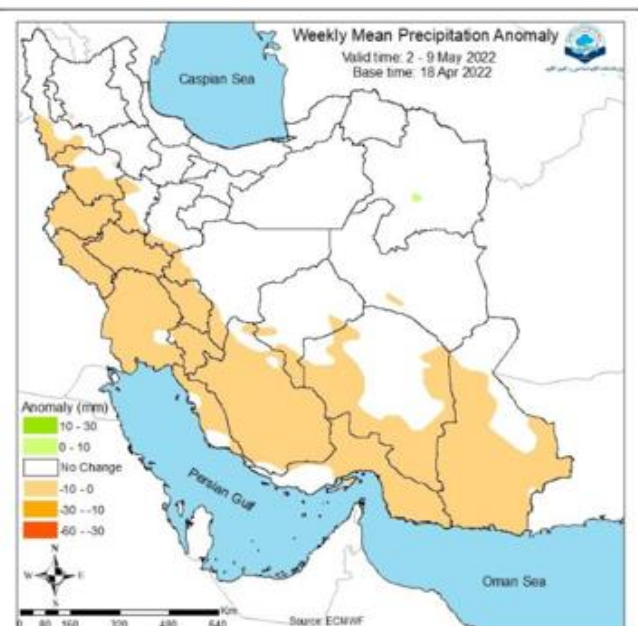 Weekly Mean Precipitation Anomaly
Valid time: 2 - 9 May 2022
Base time: 18 Apr 2022
Caspian Sea
Anomaly (mm)
10 - 30
0 - 10
No Change
-10 - 0
-30 - -10
-60 - -30
Persian Gulf
N
W E
S
Oman Sea
Km
0 80 160 320 480 640
Source: ECMWF